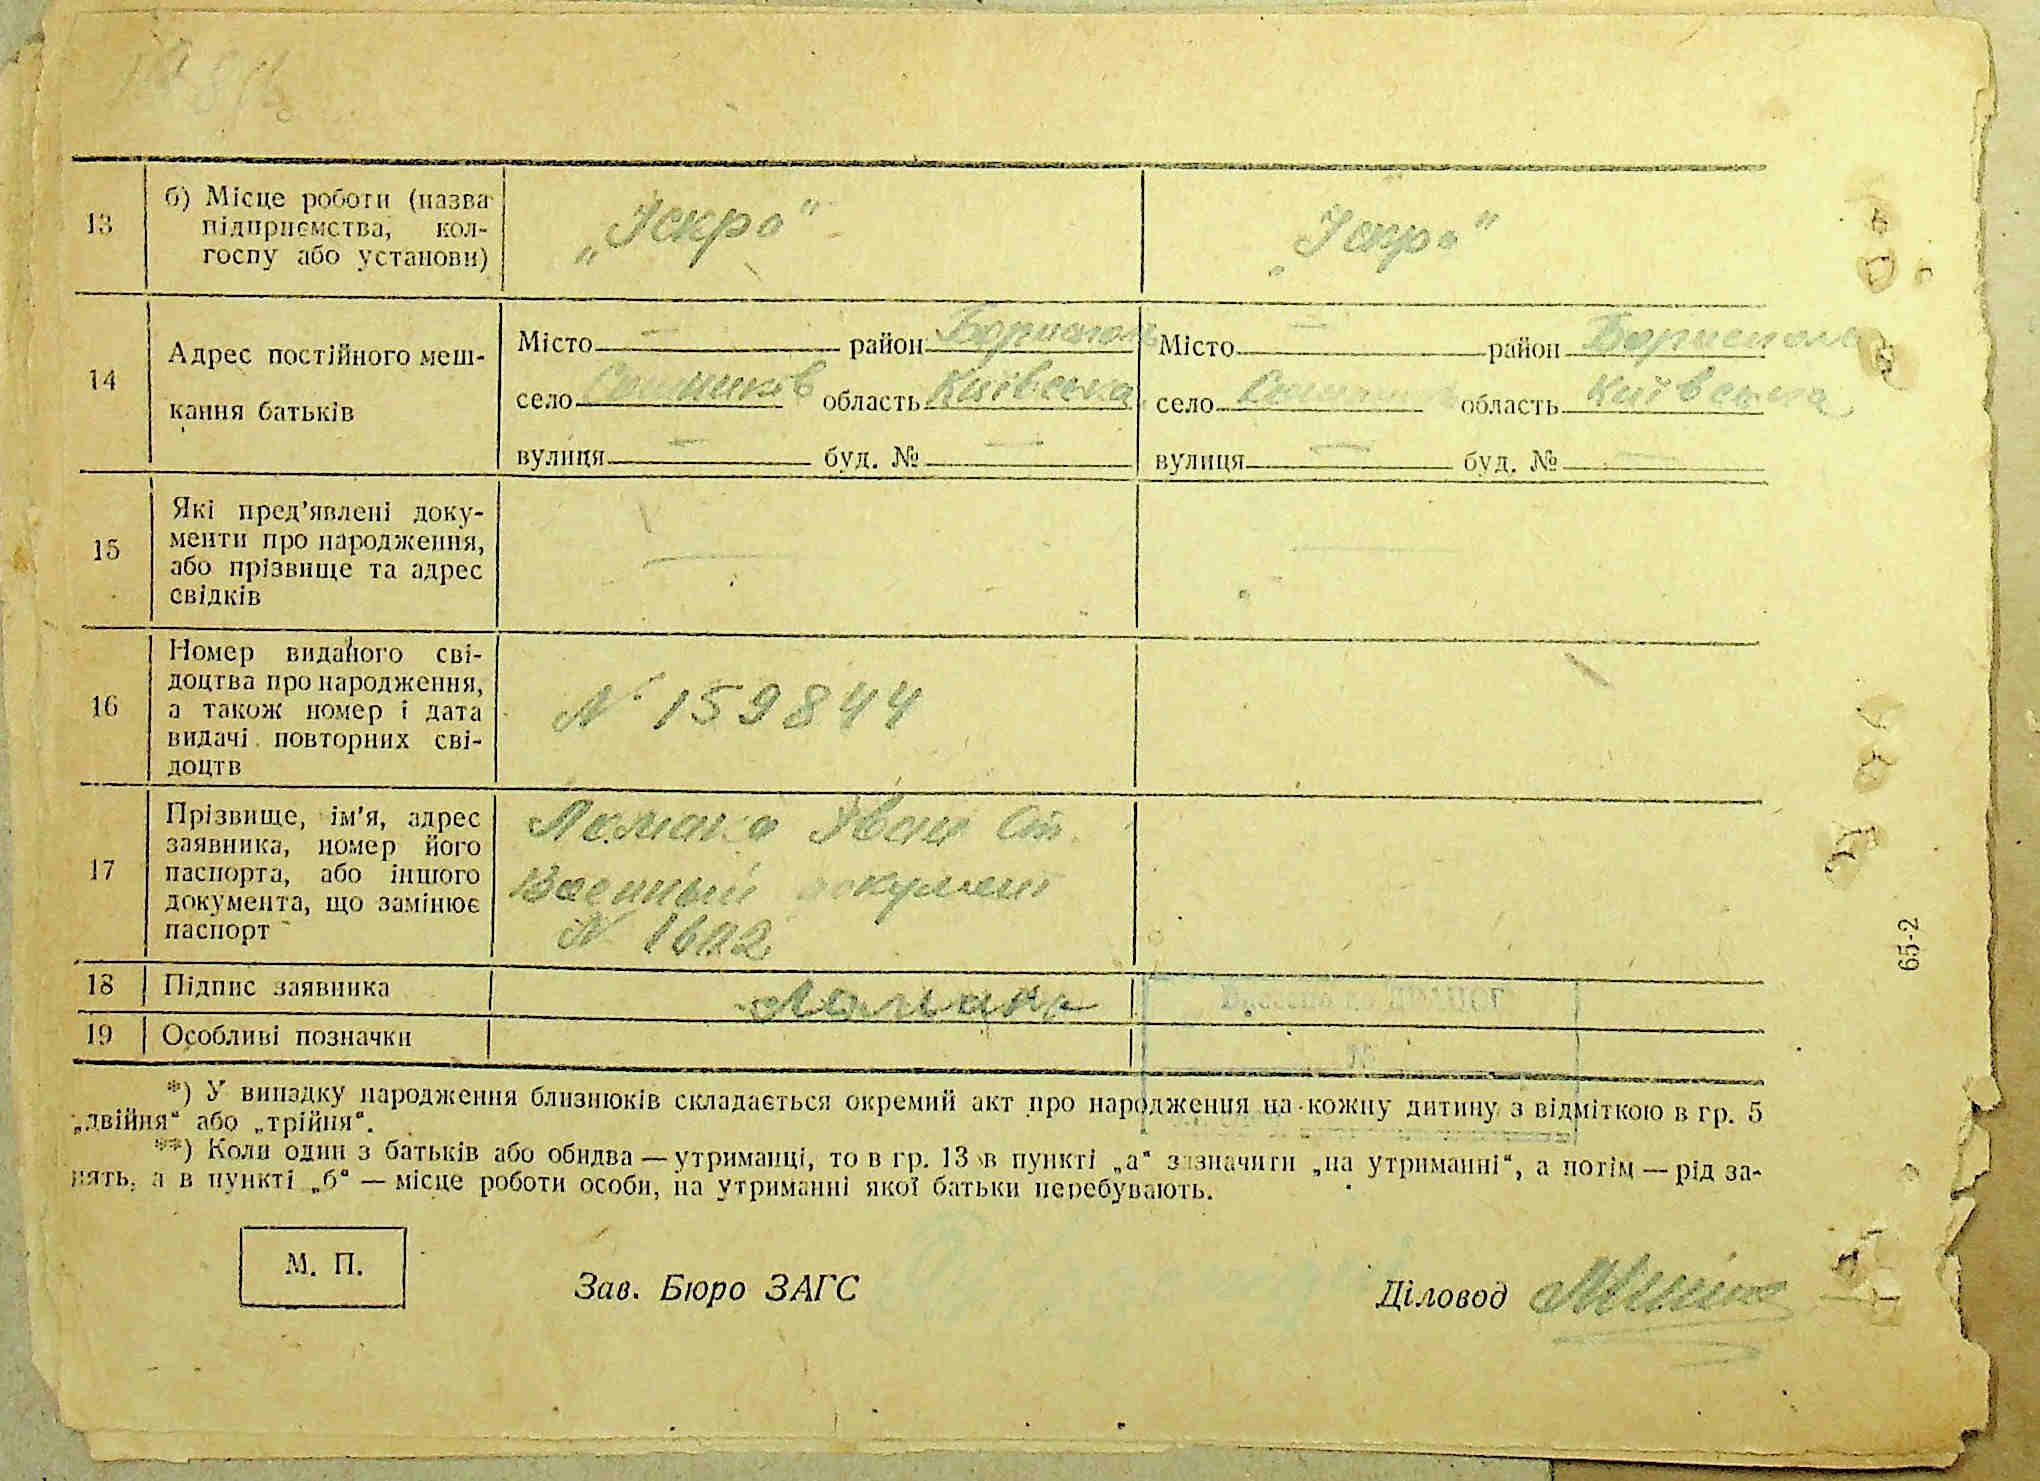 13
б) Місце роботи (назва
підприємства, кол-
госпу або установи)
„Іскра“
„Іскра“
14
Адрес постійного меш-
кання батьків
Місто — район Бориспол
село область Київська
вулиця — буд. № —
Місто — район Бориспол
село область Київська
вулиця — буд. № —
15
Які пред’явлені доку-
менти про народження,
або прізвище та адрес
свідків
—
—
16
Номер виданого сві-
доцтва про народження,
а також номер і дата
видачі повторних сві-
доцтв
N 159844
17
Прізвище, ім’я, адрес
заявника, номер його
паспорта, або іншого
документа, що замінює
паспорт
Ломака Іван Ст.
Военный документ
N
18
Підпис заявника
Ломака
19
Особливі позначки
*) У випадку народження близнюків складається окремий акт про народження на кожну дитину з відміткою в гр. 5
„двійня“ або „трійня“.
**) Коли один з батьків або обидва — утриманці, то в гр. 13 в пункті „а“ зазначити „на утриманні“, а потім — рід за-
нять, а в пункті „б“ — місце роботи особи, на утриманні якої батьки перебувають.
М. П.
Зав. Бюро ЗАГС
Діловод
65-2